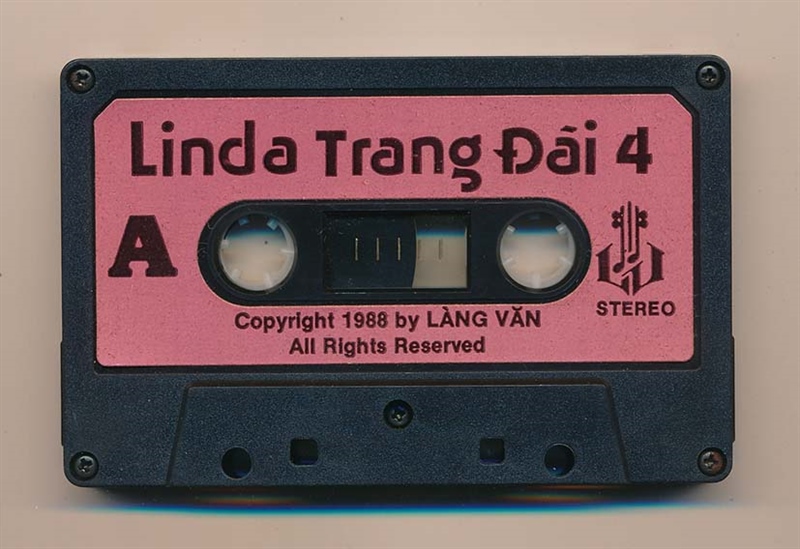 Linda Trang Đài 4
A
STEREO
Copyright 1988 by LÀNG VĂN
All Rights Reserved